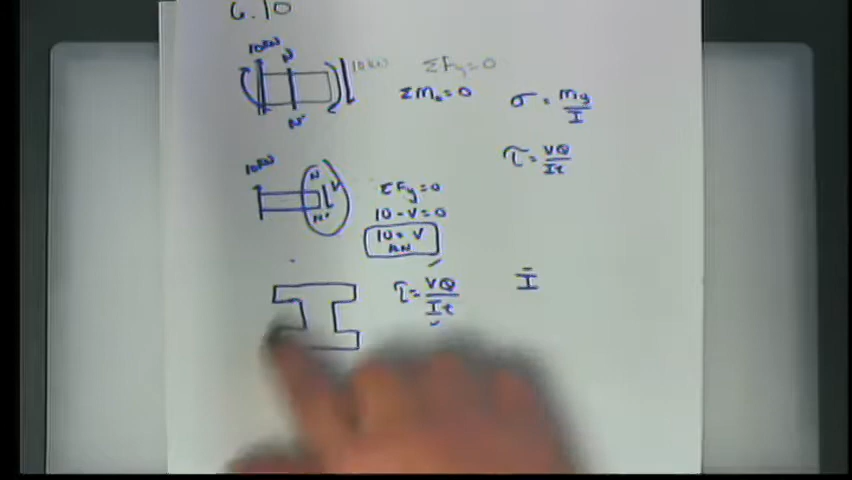 6.10
10kN N 10kN ΣFy=0
N'
ΣMo=0
σ = My/I
τ = VQ/It
10kN N V ΣFy=0
N' 10-V=0
10=V
kN
τ = VQ/It
I